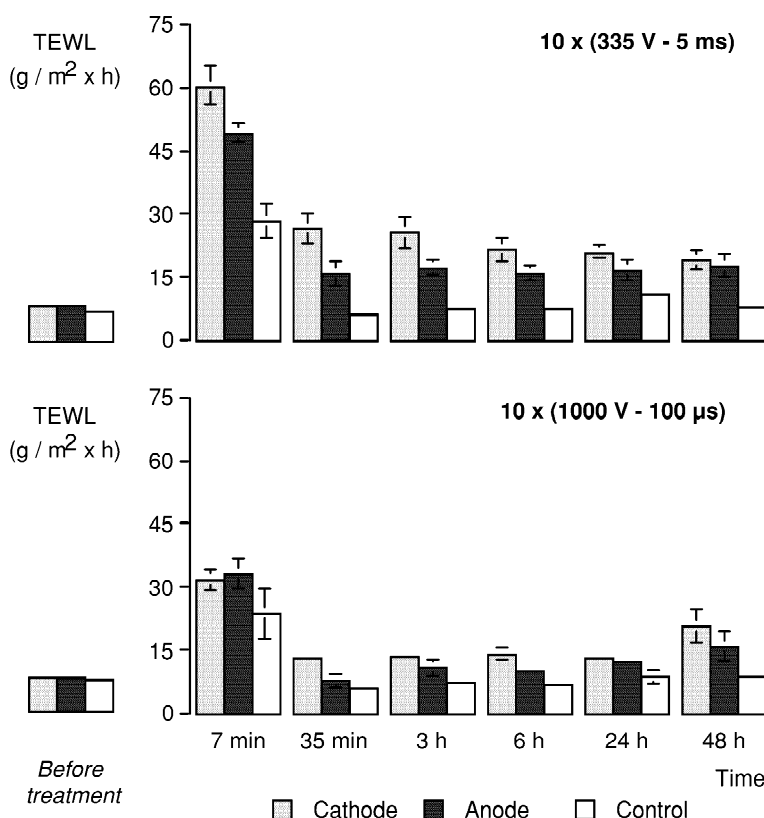 75
TEWL
10 x (335 V - 5 ms)
(g / m2 x h)
60
45
30
15
0
75
TEWL
10 x (1000 V - 100 µs)
(g / m2 x h)
60
45
30
15
0
7 min 35 min 3 h 6 h 24 h 48 h
Before
treatment
Time
Cathode Anode Control